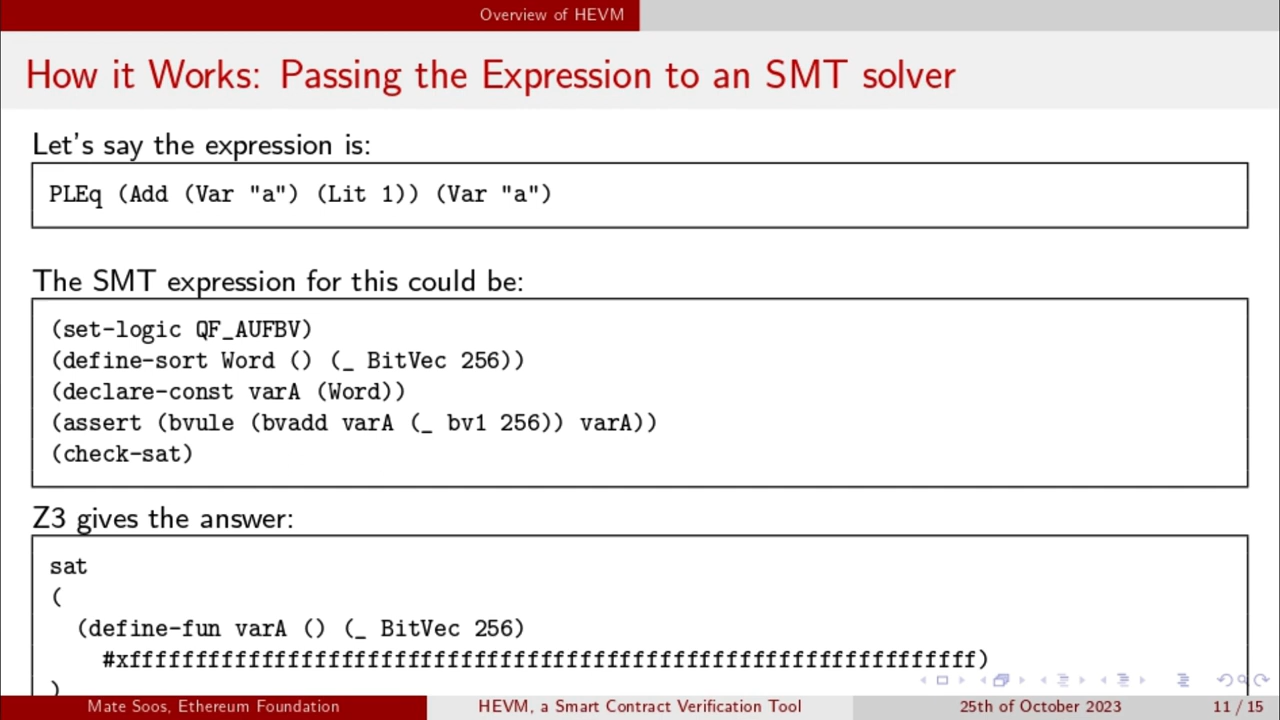 Overview of HEVM
How it Works: Passing the Expression to an SMT solver
Let's say the expression is:
PLEq (Add (Var "a") (Lit 1)) (Var "a")
The SMT expression for this could be:
(set-logic QF_AUFBV)
(define-sort Word () (_ BitVec 256))
(declare-const varA (Word))
(assert (bvule (bvadd varA (_ bv1 256)) varA))
(check-sat)
Z3 gives the answer:
sat
(
(define-fun varA () (_ BitVec 256)
#xffffffffffffffffffffffffffffffffffffffffffffffffffffffffffffffff)
)
Mate Soos, Ethereum Foundation
HEVM, a Smart Contract Verification Tool
25th of October 2023
11 / 15